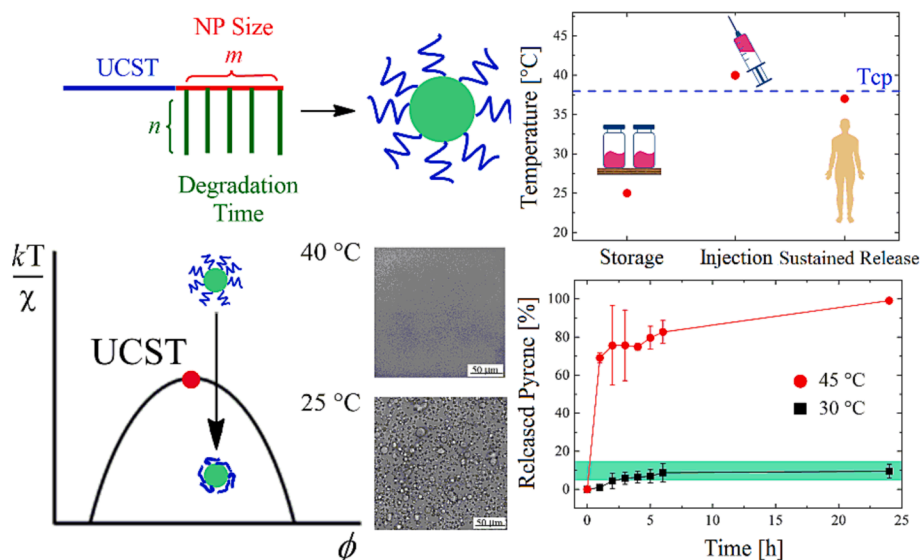 NP Size
UCST
m
n
Degradation
Time
Temperature [°C]
45
40
35
30
25
20
Tcp
Storage
Injection
Sustained Release
kT
χ
UCST
ϕ
40 °C
50 µm
25 °C
50 µm
Released Pyrene [%]
100
80
60
40
20
0
45 °C
30 °C
0
5
10
15
20
25
Time [h]